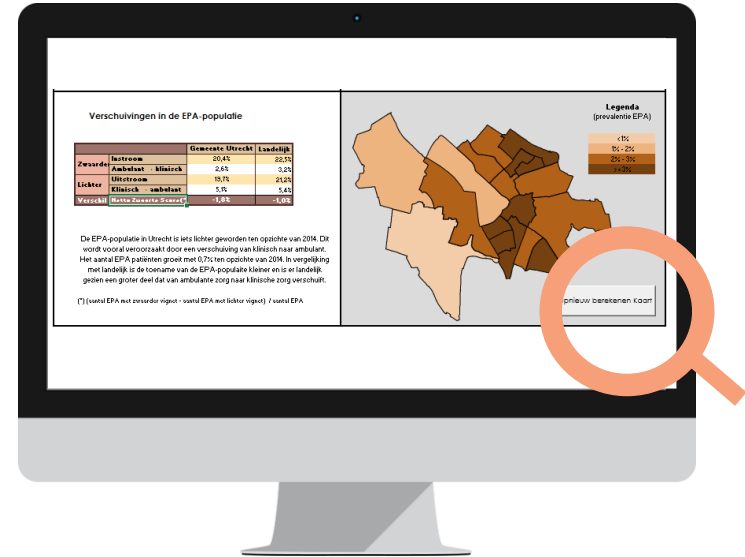 Verschuivingen in de EPA-populatie
Gemeente Utrecht Landelijk
Zwaarder Instroom 20,4% 22,5%
Ambulant → klinisch 2,6% 3,2%
Lichter Uitstroom 19,7% 21,2%
Klinisch → ambulant 5,1% 5,4%
Verschil Netto Zwaarte Score(*) -1,8% -1,0%
De EPA-populatie in Utrecht is iets lichter geworden ten opzichte van 2014. Dit
wordt vooral veroorzaakt door een verschuiving van klinisch naar ambulant.
Het aantal EPA patiënten groeit met 0,7% ten opzichte van 2014. In vergelijking
met landelijk is de toename van de EPA-populaite kleiner en is er landelijk
gezien een groter deel dat van ambulante zorg naar klinische zorg verschuift.
(*) (aantal EPA met zwaarder vignet - aantal EPA met lichter vignet) / aantal EPA
Legenda
(prevalentie EPA)
<1%
1% - 2%
2% - 3%
>=3%
pnieuw berekenen Kaart